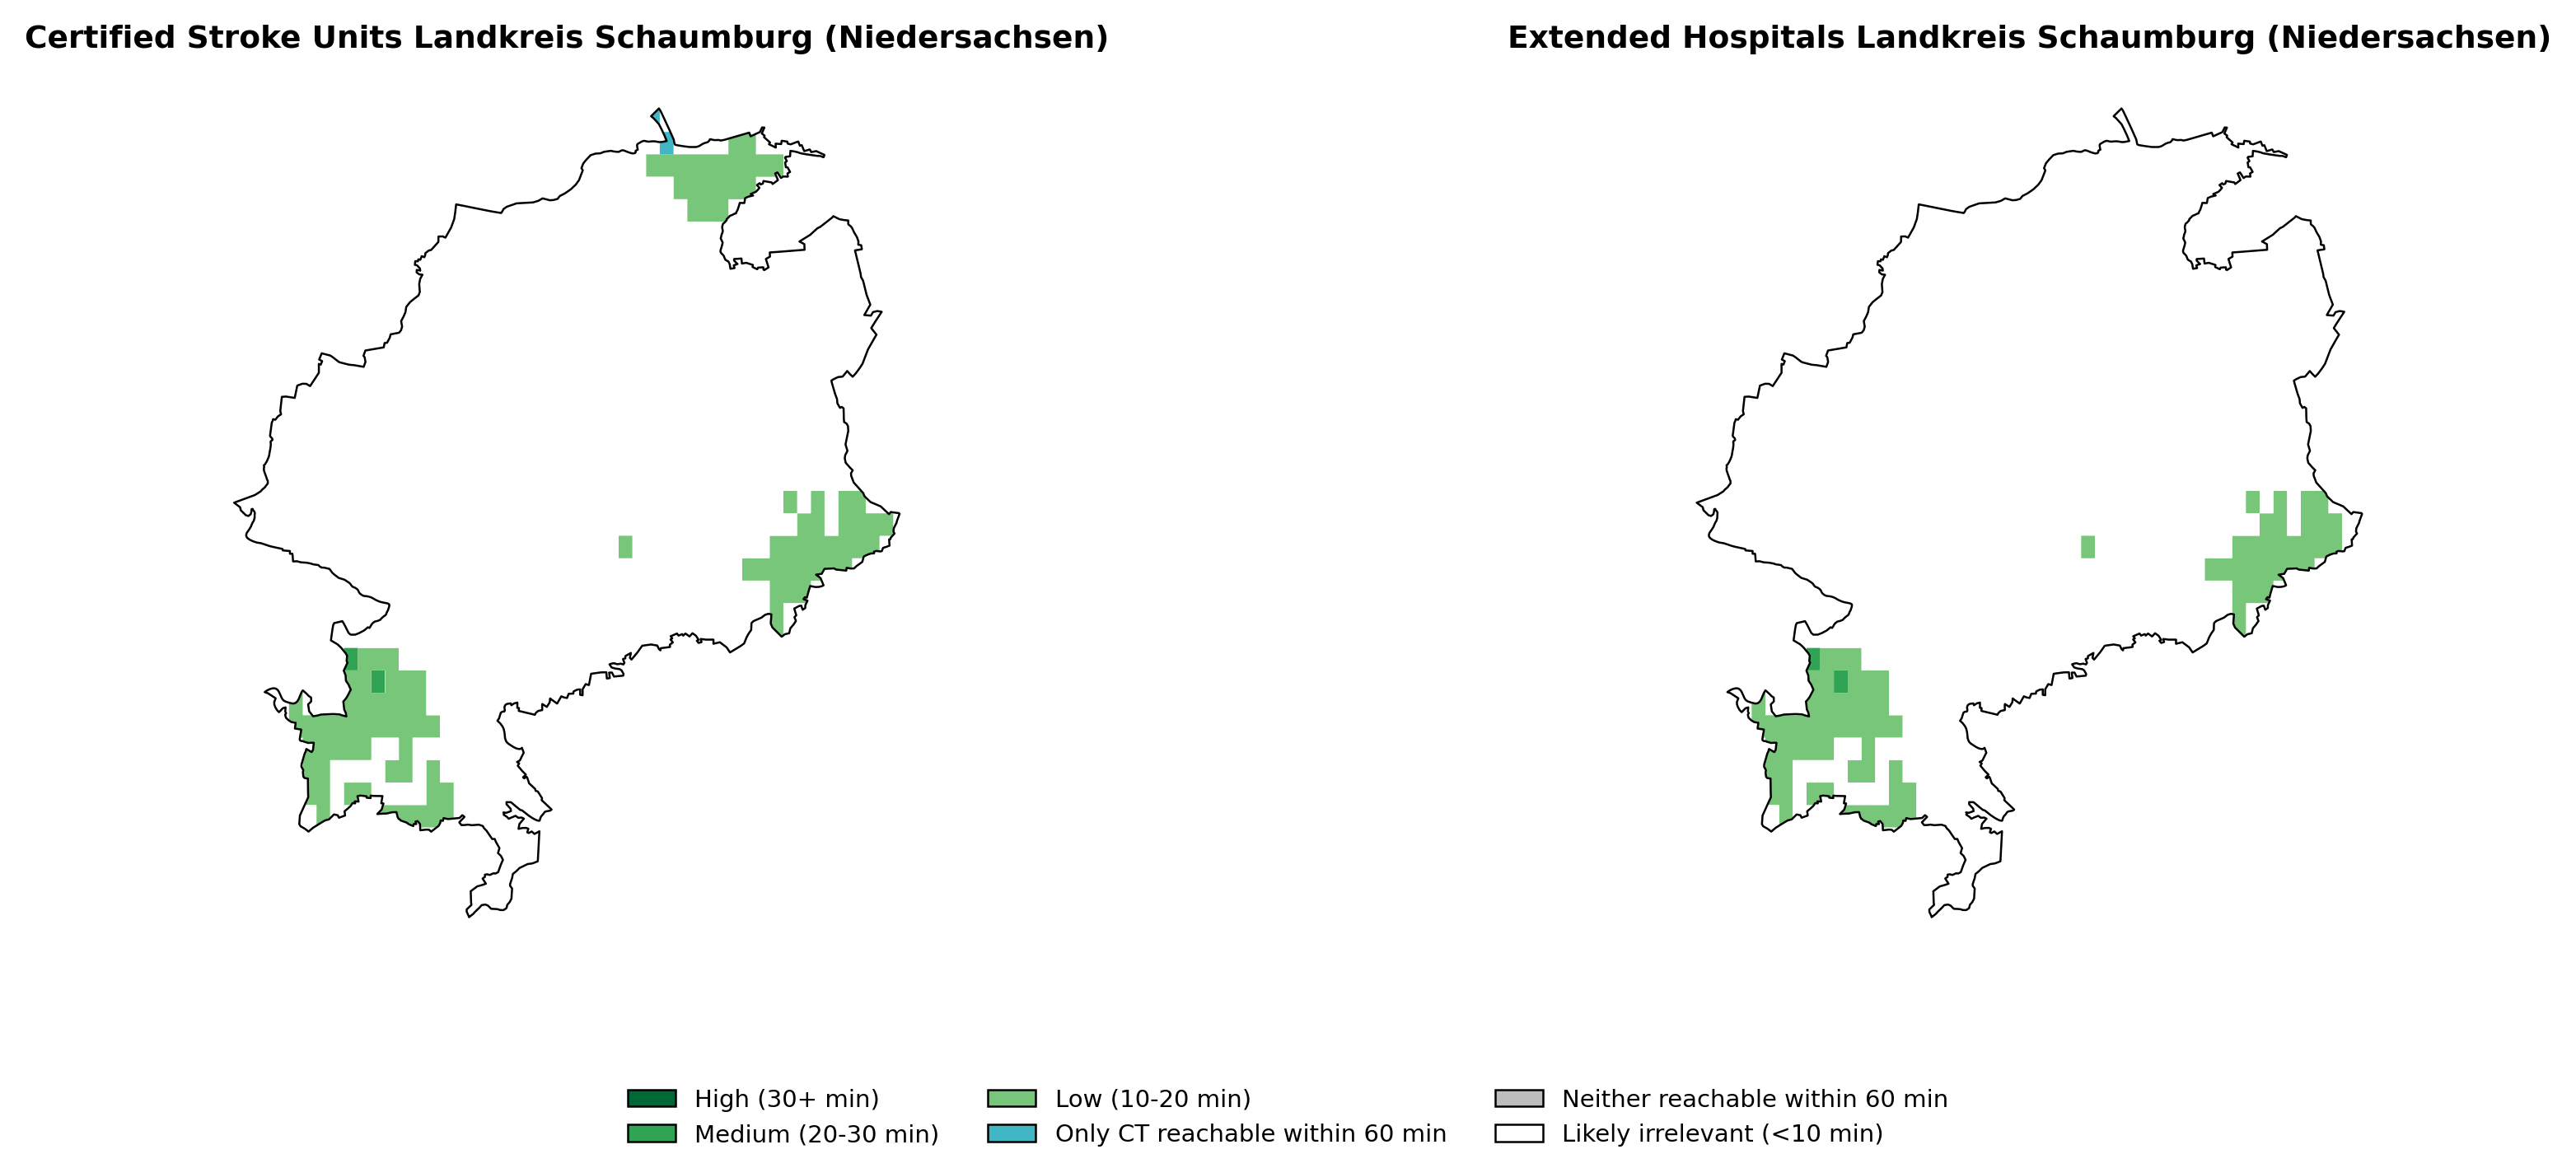 Certified Stroke Units Landkreis Schaumburg (Niedersachsen)
Extended Hospitals Landkreis Schaumburg (Niedersachsen)
High (30+ min)
Medium (20-30 min)
Low (10-20 min)
Only CT reachable within 60 min
Neither reachable within 60 min
Likely irrelevant (<10 min)